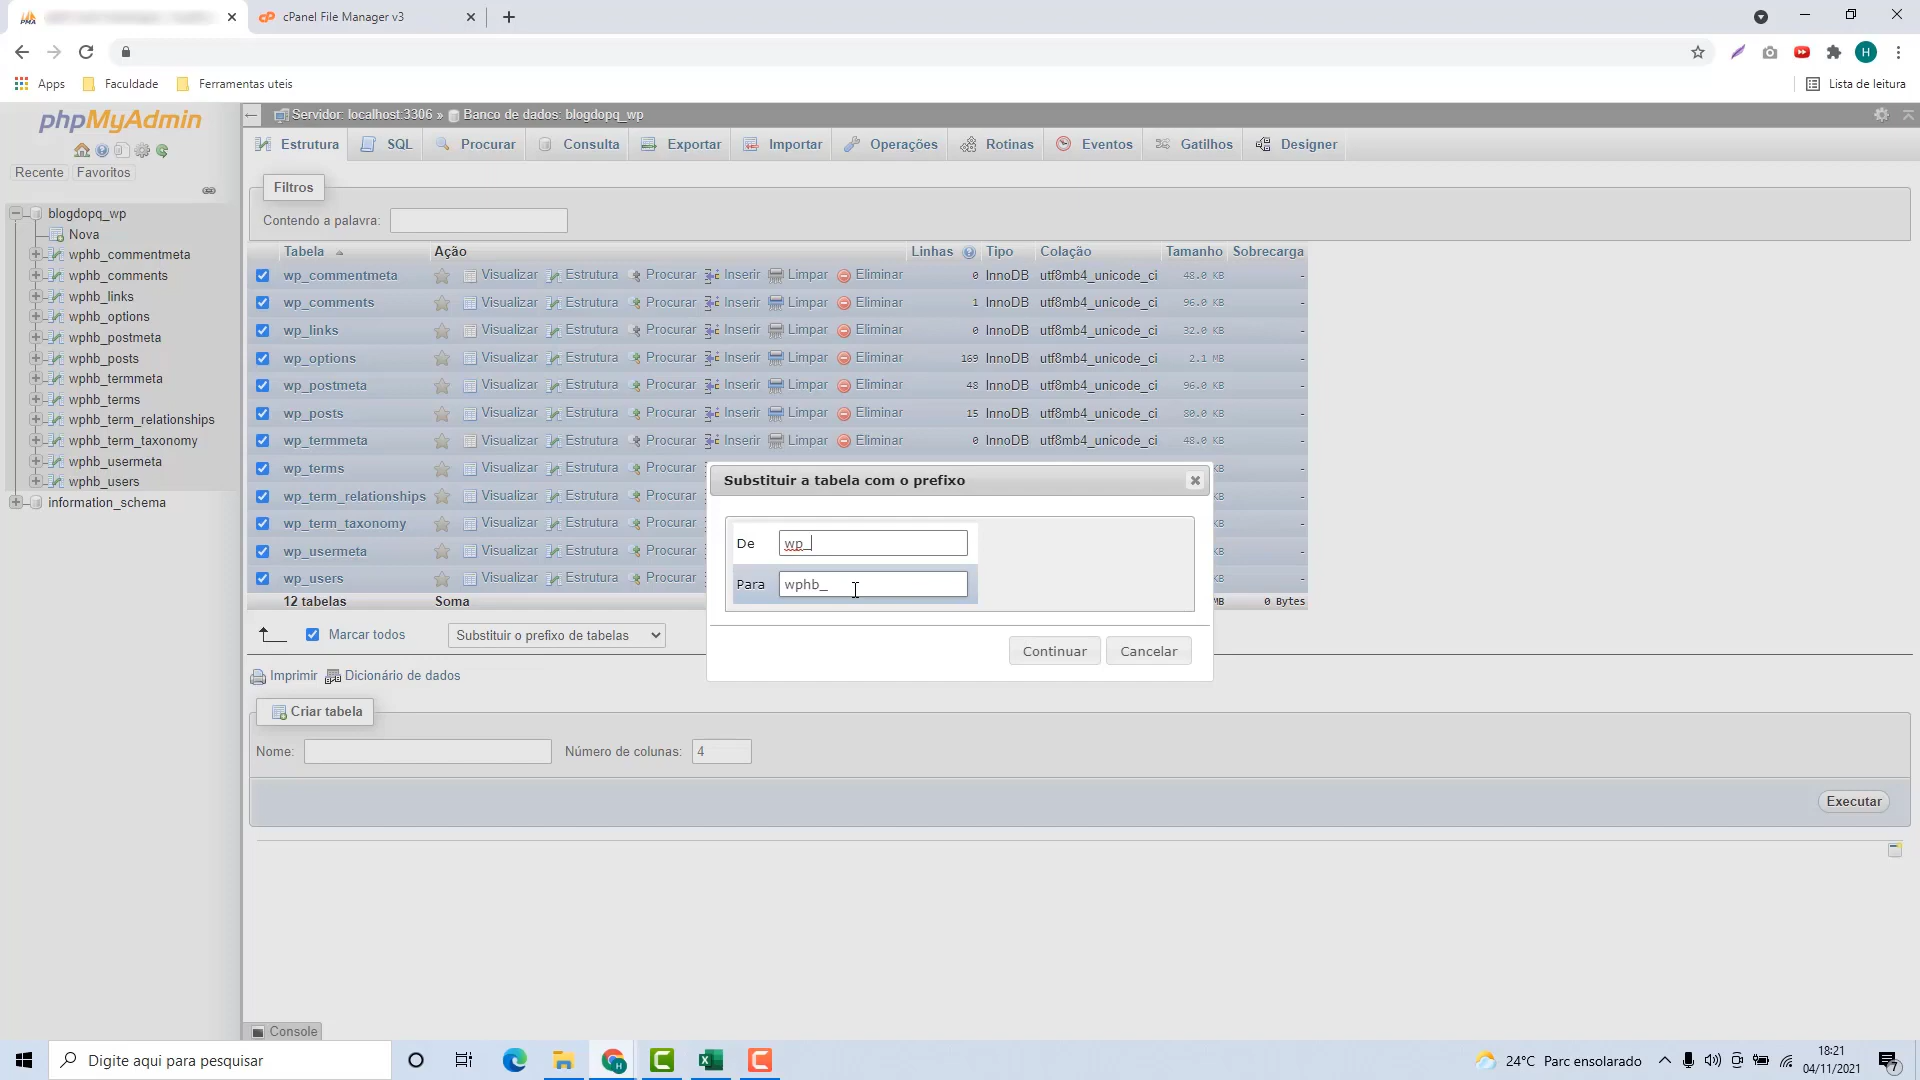 cPanel File Manager v3
H
Apps
Faculdade
Ferramentas uteis
Lista de leitura
phpMyAdmin
Recente
Favoritos
blogdopq_wp
Nova
wphb_commentmeta
wphb_comments
wphb_links
wphb_options
wphb_postmeta
wphb_posts
wphb_termmeta
wphb_terms
wphb_term_relationships
wphb_term_taxonomy
wphb_usermeta
wphb_users
information_schema
Servidor: localhost:3306 » Banco de dados: blogdopq_wp
Estrutura SQL Procurar Consulta Exportar Importar Operações Rotinas Eventos Gatilhos Designer
Filtros
Contendo a palavra:
Tabela Ação Linhas Tipo Colação Tamanho Sobrecarga
wp_commentmeta Visualizar Estrutura Procurar Inserir Limpar Eliminar 0 InnoDB utf8mb4_unicode_ci 48.0 KB -
wp_comments Visualizar Estrutura Procurar Inserir Limpar Eliminar 1 InnoDB utf8mb4_unicode_ci 96.0 KB -
wp_links Visualizar Estrutura Procurar Inserir Limpar Eliminar 0 InnoDB utf8mb4_unicode_ci 32.0 KB -
wp_options Visualizar Estrutura Procurar Inserir Limpar Eliminar 169 InnoDB utf8mb4_unicode_ci 2.1 MB -
wp_postmeta Visualizar Estrutura Procurar Inserir Limpar Eliminar 48 InnoDB utf8mb4_unicode_ci 96.0 KB -
wp_posts Visualizar Estrutura Procurar Inserir Limpar Eliminar 15 InnoDB utf8mb4_unicode_ci 80.0 KB -
wp_termmeta Visualizar Estrutura Procurar Inserir Limpar Eliminar 0 InnoDB utf8mb4_unicode_ci 48.0 KB -
wp_terms Visualizar Estrutura Procurar KB -
wp_term_relationships Visualizar Estrutura Procurar KB -
wp_term_taxonomy Visualizar Estrutura Procurar KB -
wp_usermeta Visualizar Estrutura Procurar KB -
wp_users Visualizar Estrutura Procurar KB -
12 tabelas Soma MB 0 Bytes
Substituir a tabela com o prefixo
De wp_
Para wphb_
Continuar Cancelar
Marcar todos Substituir o prefixo de tabelas
Imprimir Dicionário de dados
Criar tabela
Nome: Número de colunas: 4
Executar
Console
Digite aqui para pesquisar
24°C Parc ensolarado
18:21
04/11/2021
7